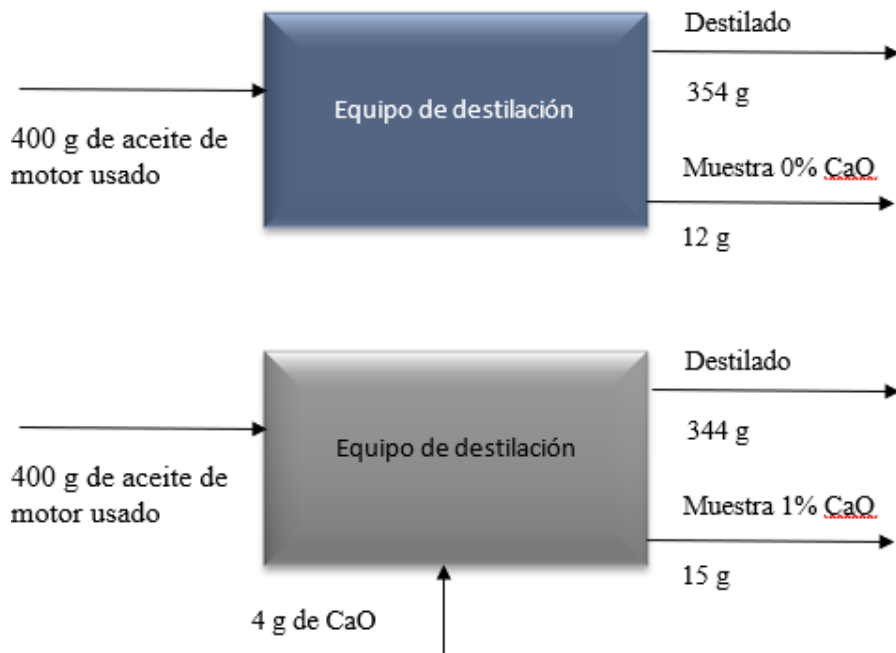 Destilado
Equipo de destilación
354 g
400 g de aceite de
motor usado
Muestra 0% CaO
12 g
Destilado
Equipo de destilación
344 g
400 g de aceite de
motor usado
Muestra 1% CaO
15 g
4 g de CaO